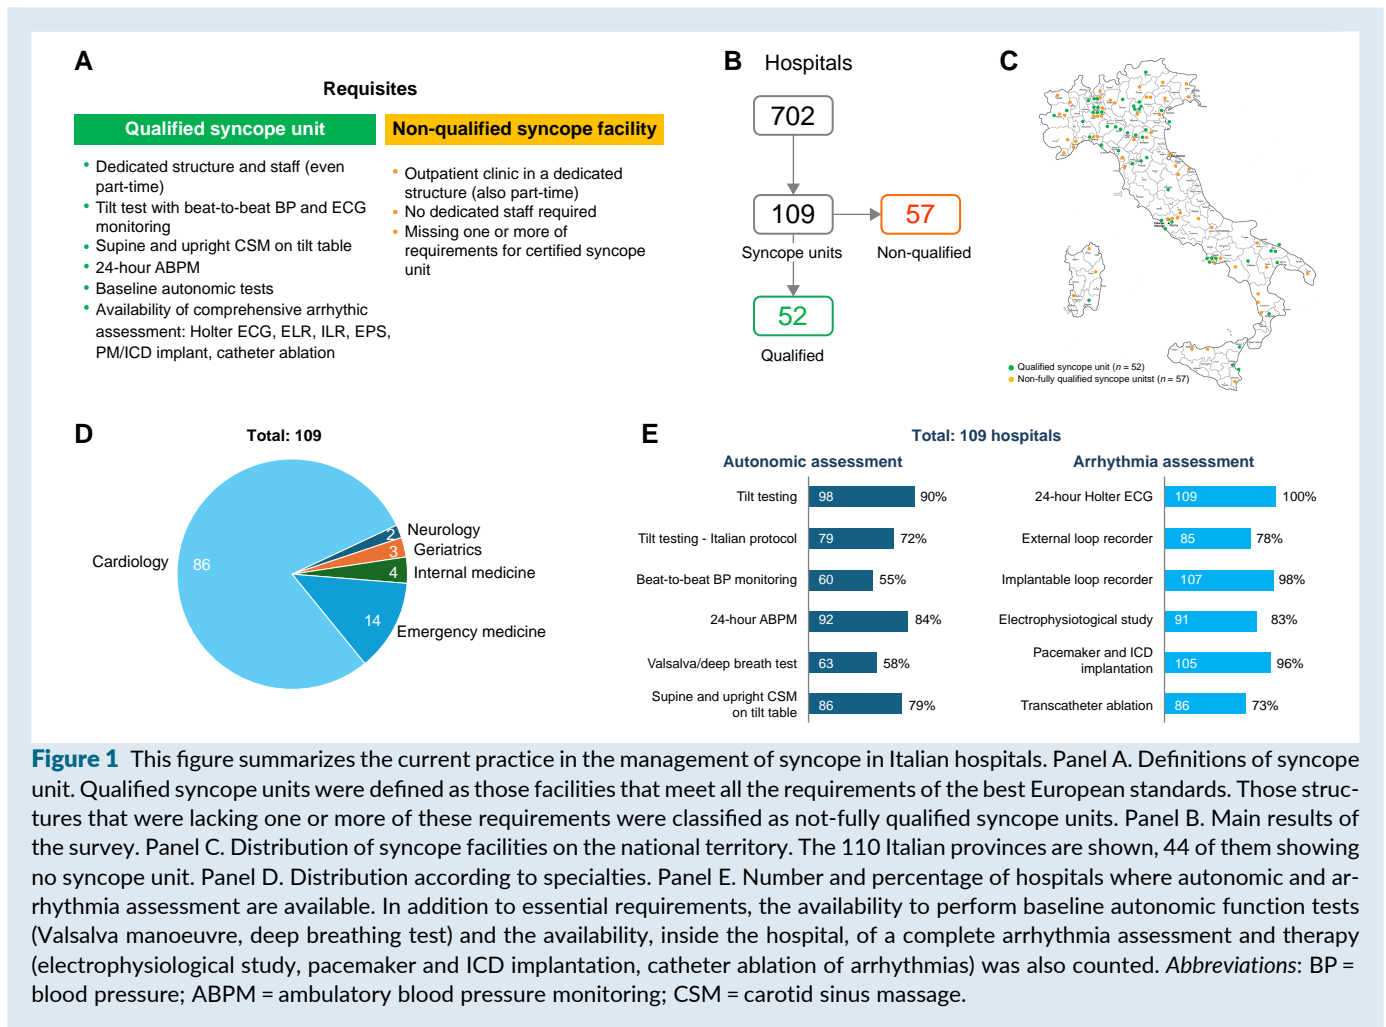 A
Requisites
Qualified syncope unit
• Dedicated structure and staff (even
part-time)
• Tilt test with beat-to-beat BP and ECG
monitoring
• Supine and upright CSM on tilt table
• 24-hour ABPM
• Baseline autonomic tests
• Availability of comprehensive arrhythic
assessment: Holter ECG, ELR, ILR, EPS,
PM/ICD implant, catheter ablation
Non-qualified syncope facility
• Outpatient clinic in a dedicated
structure (also part-time)
• No dedicated staff required
• Missing one or more of
requirements for certified syncope
unit
B
Hospitals
702
109
Syncope units
57
Non-qualified
52
Qualified
C
Qualified syncope unit (n = 52)
Non-fully qualified syncope unitst (n = 57)
D
Total: 109
Cardiology
86
2
Neurology
3
Geriatrics
4
Internal medicine
14
Emergency medicine
E
Total: 109 hospitals
Autonomic assessment
Tilt testing 98 90%
Tilt testing - Italian protocol 79 72%
Beat-to-beat BP monitoring 60 55%
24-hour ABPM 92 84%
Valsalva/deep breath test 63 58%
Supine and upright CSM
on tilt table 86 79%
Arrhythmia assessment
24-hour Holter ECG 109 100%
External loop recorder 85 78%
Implantable loop recorder 107 98%
Electrophysiotogical study 91 83%
Pacemaker and ICD
implantation 105 96%
Transcatheter ablation 86 73%
Figure 1 This figure summarizes the current practice in the management of syncope in Italian hospitals. Panel A. Definitions of syncope
unit. Qualified syncope units were defined as those facilities that meet all the requirements of the best European standards. Those struc-
tures that were lacking one or more of these requirements were classified as not-fully qualified syncope units. Panel B. Main results of
the survey. Panel C. Distribution of syncope facilities on the national territory. The 110 Italian provinces are shown, 44 of them showing
no syncope unit. Panel D. Distribution according to specialties. Panel E. Number and percentage of hospitals where autonomic and ar-
rhythmia assessment are available. In addition to essential requirements, the availability to perform baseline autonomic function tests
(Valsalva manoeuvre, deep breathing test) and the availability, inside the hospital, of a complete arrhythmia assessment and therapy
(electrophysiological study, pacemaker and ICD implantation, catheter ablation of arrhythmias) was also counted. Abbreviations: BP =
blood pressure; ABPM = ambulatory blood pressure monitoring; CSM = carotid sinus massage.